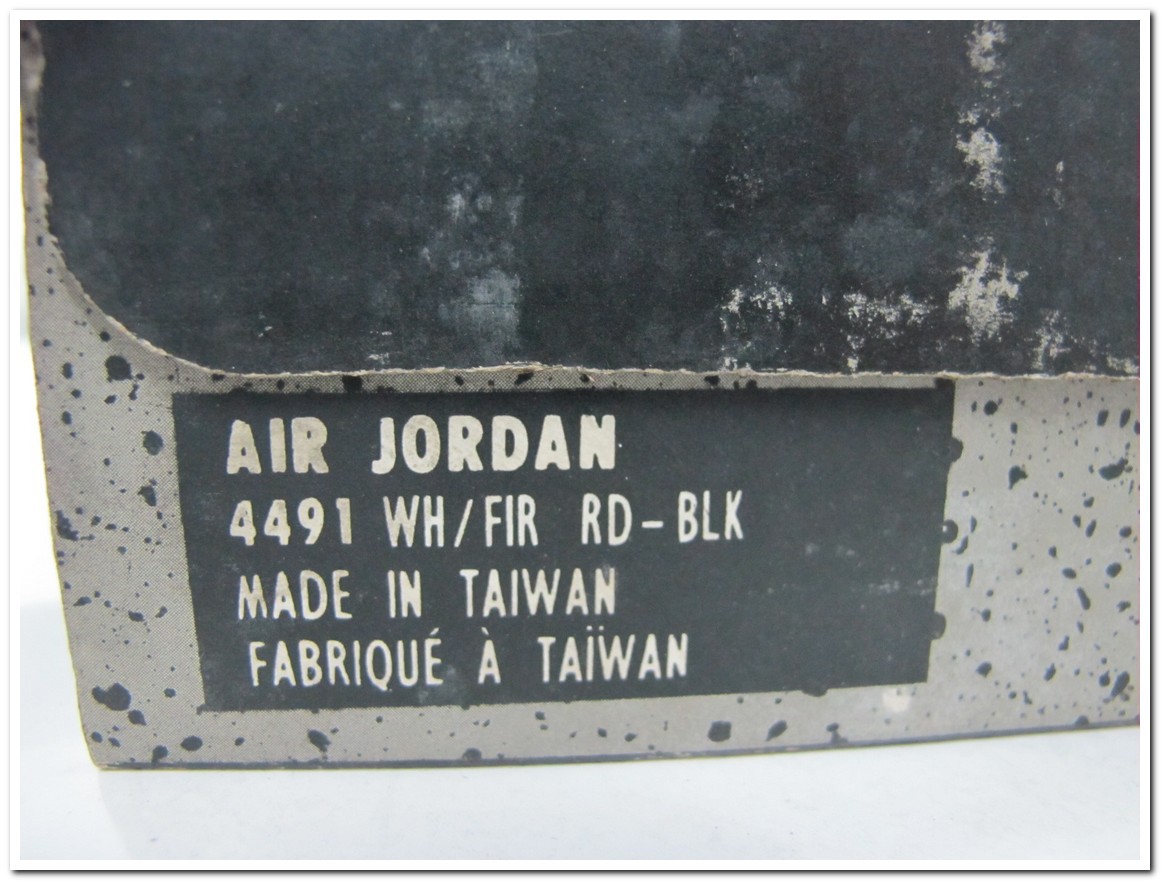 AIR JORDAN
4491 WH/FIR RD-BLK
MADE IN TAIWAN
FABRIQUÉ À TAÏWAN